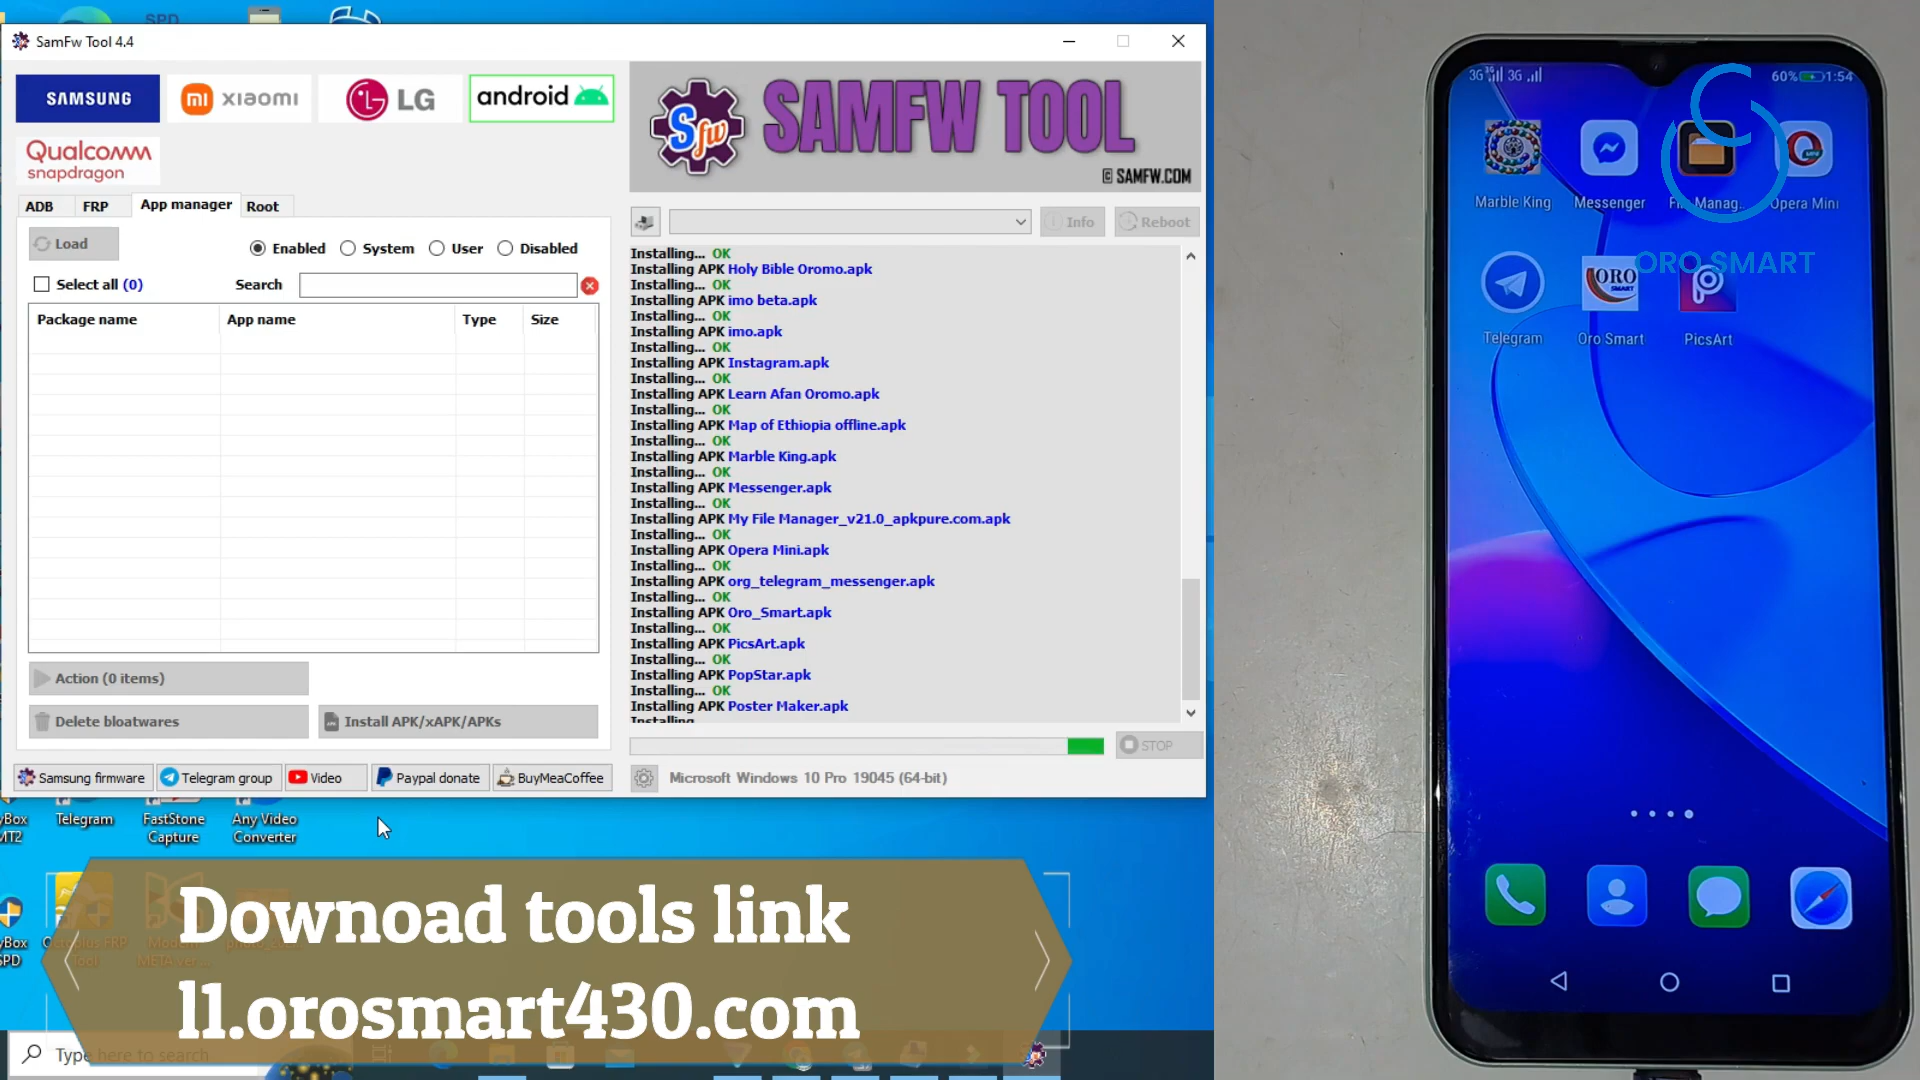 SPD
SamFw Tool 4.4
SAMSUNG
xiaomi
LG
android
Qualcomm
snapdragon
SAMFW TOOL
© SAMFW.COM
Sfw
ADB
FRP
App manager
Root
Load
Enabled
System
User
Disabled
Select all (0)
Search
Package name
App name
Type
Size
Action (0 items)
Delete bloatwares
Install APK/xAPK/APKs
Samsung firmware
Telegram group
Video
Paypal donate
BuyMeaCoffee
Info
Reboot
Installing... OK
Installing APK Holy Bible Oromo.apk
Installing... OK
Installing APK imo beta.apk
Installing... OK
Installing APK imo.apk
Installing... OK
Installing APK Instagram.apk
Installing... OK
Installing APK Learn Afan Oromo.apk
Installing... OK
Installing APK Map of Ethiopia offline.apk
Installing... OK
Installing APK Marble King.apk
Installing... OK
Installing APK Messenger.apk
Installing... OK
Installing APK My File Manager_v21.0_apkpure.com.apk
Installing... OK
Installing APK Opera Mini.apk
Installing... OK
Installing APK org_telegram_messenger.apk
Installing... OK
Installing APK Oro_Smart.apk
Installing... OK
Installing APK PicsArt.apk
Installing... OK
Installing APK PopStar.apk
Installing... OK
Installing APK Poster Maker.apk
Installing
STOP
Microsoft Windows 10 Pro 19045 (64-bit)
Telegram
FastStone
Capture
Any Video
Converter
Downoad tools link
l1.orosmart430.com
Type here to search
3G 3G
60% 1:54
Marble King
Messenger
Opera Mini
ORO SMART
Telegram
Oro Smart
PicsArt